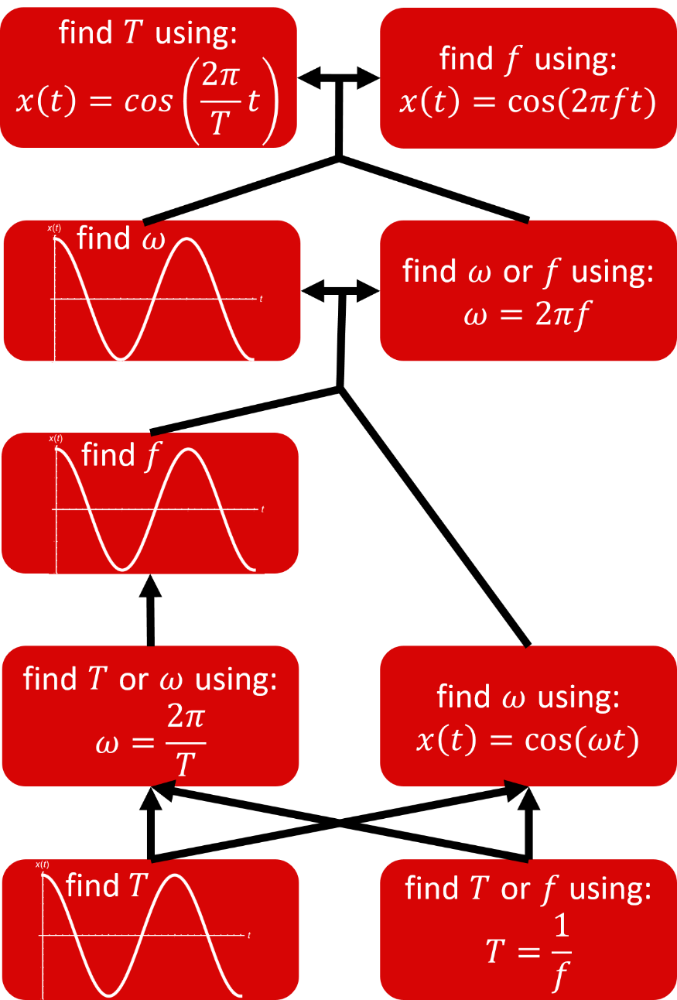 find T using:
x(t) = cos(2π/T t)
find f using:
x(t) = cos(2πft)
x(t)
find ω
t
find ω or f using:
ω = 2πf
x(t)
find f
t
find T or ω using:
ω = 2π/T
find ω using:
x(t) = cos(ωt)
x(t)
find T
t
find T or f using:
T = 1/f